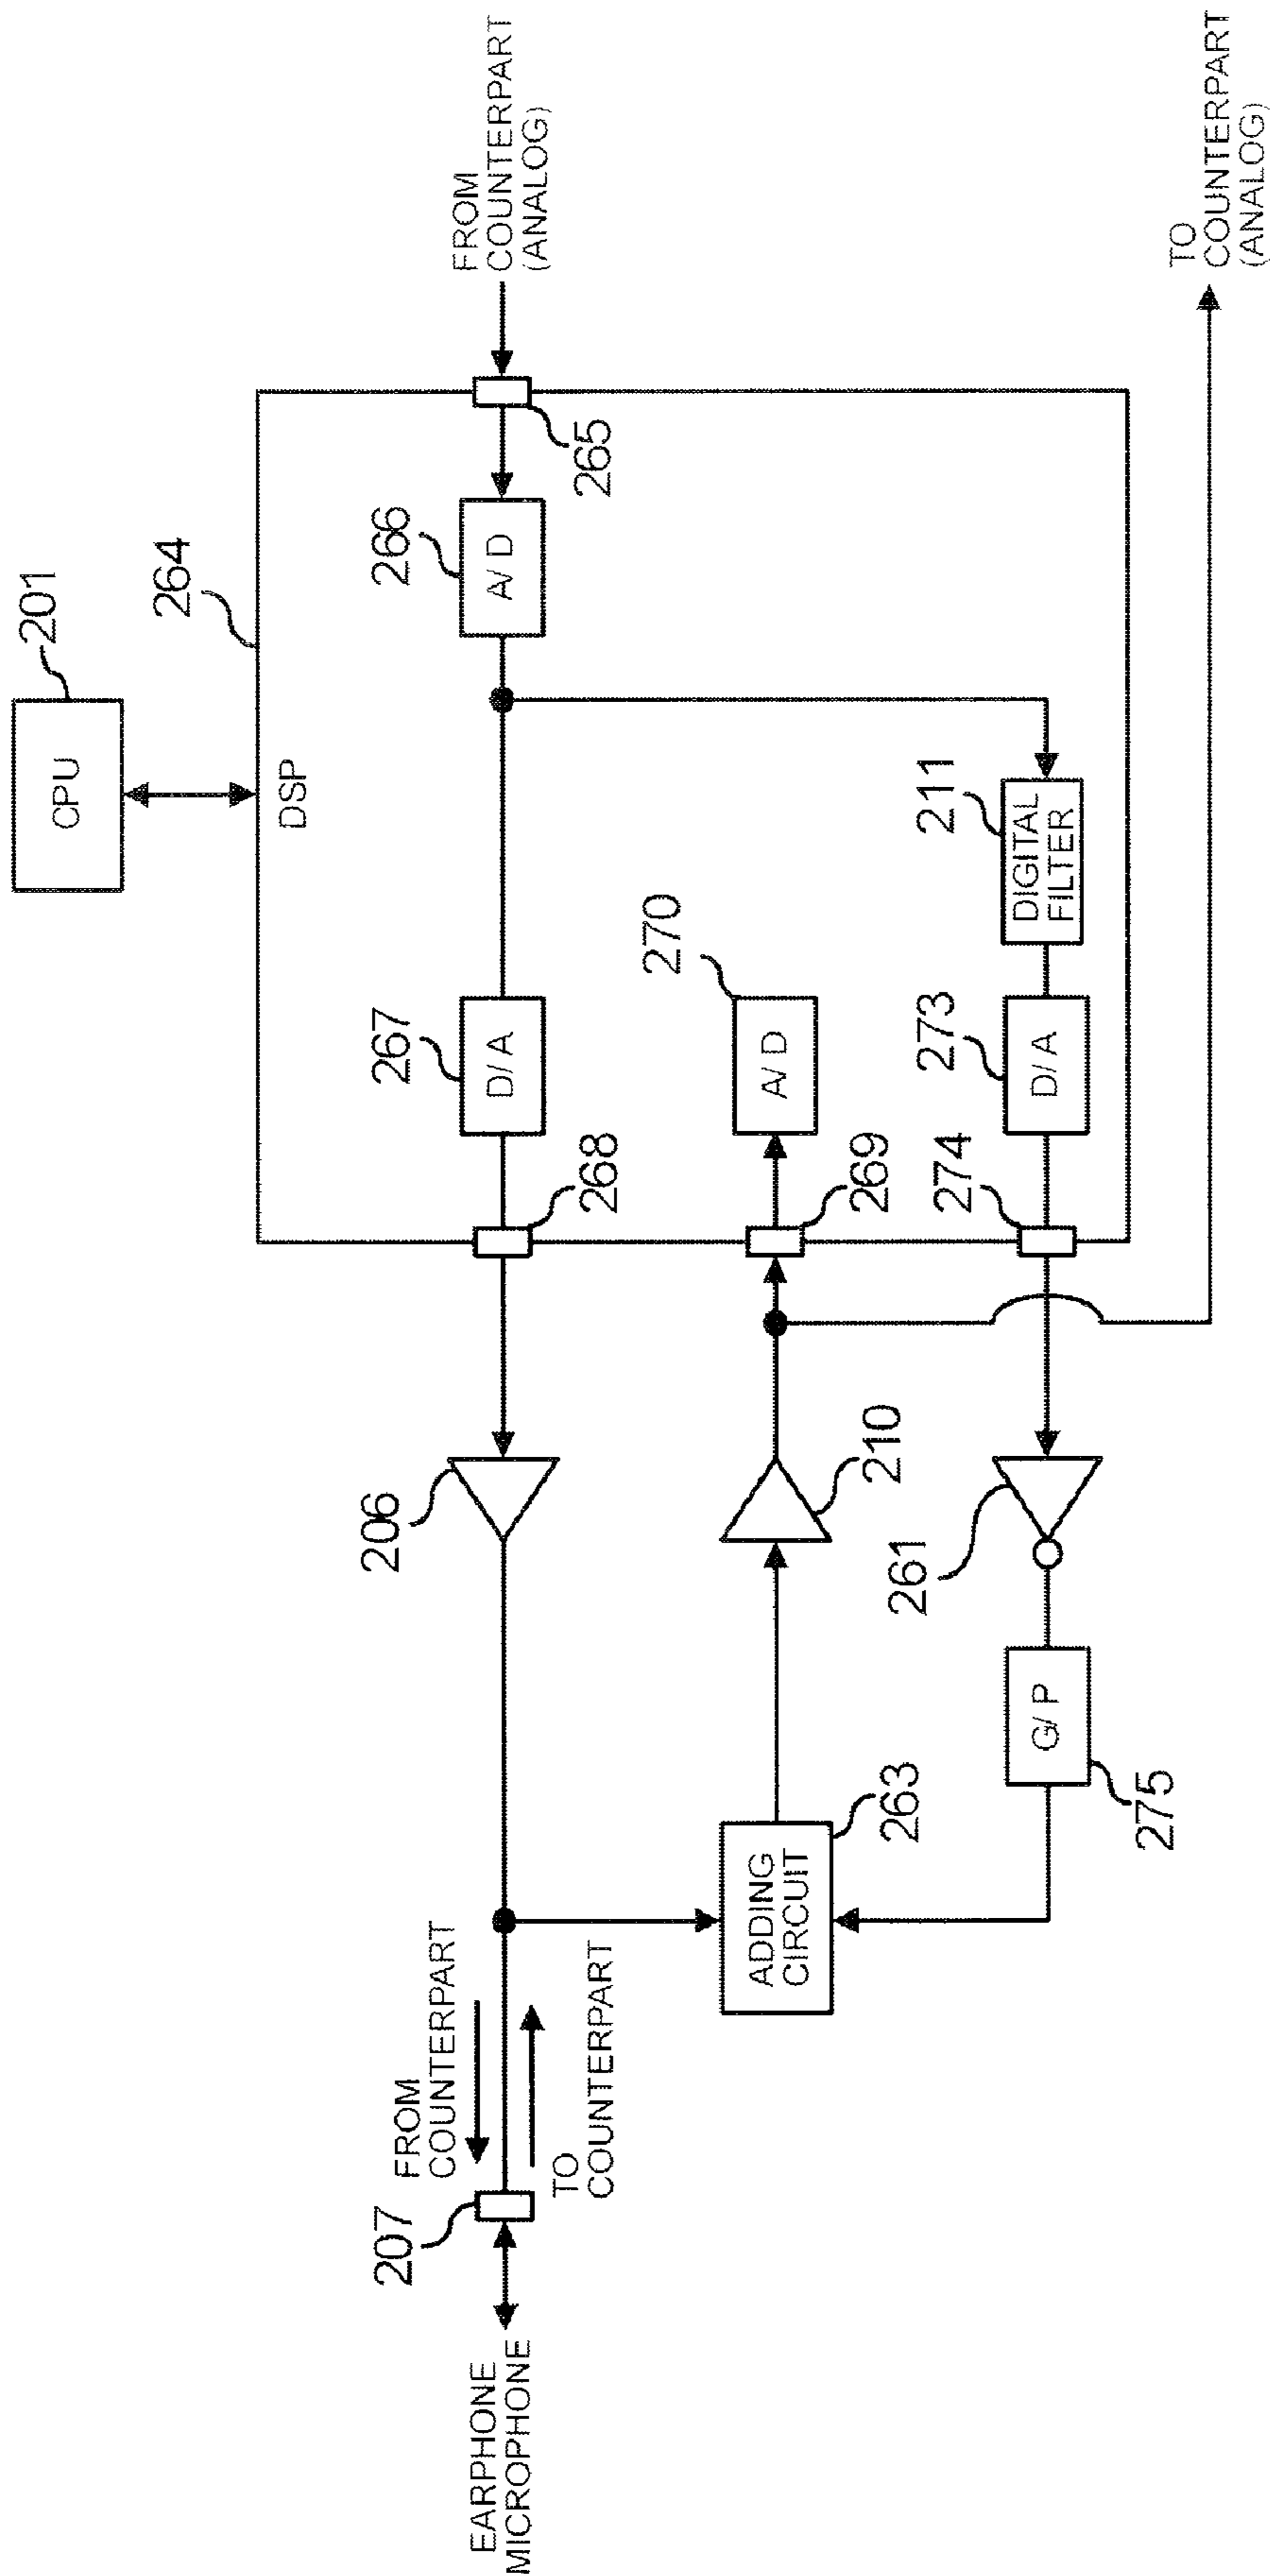 CPU
201
264
DSP
FROM
COUNTERPART
(ANALOG)
265
A/D
266
D/A
267
268
206
FROM
COUNTERPART
TO
COUNTERPART
207
EARPHONE
MICROPHONE
ADDING
CIRCUIT
263
210
269
A/D
270
DIGITAL
FILTER
211
D/A
273
274
261
G/P
275
TO
COUNTERPART
(ANALOG)